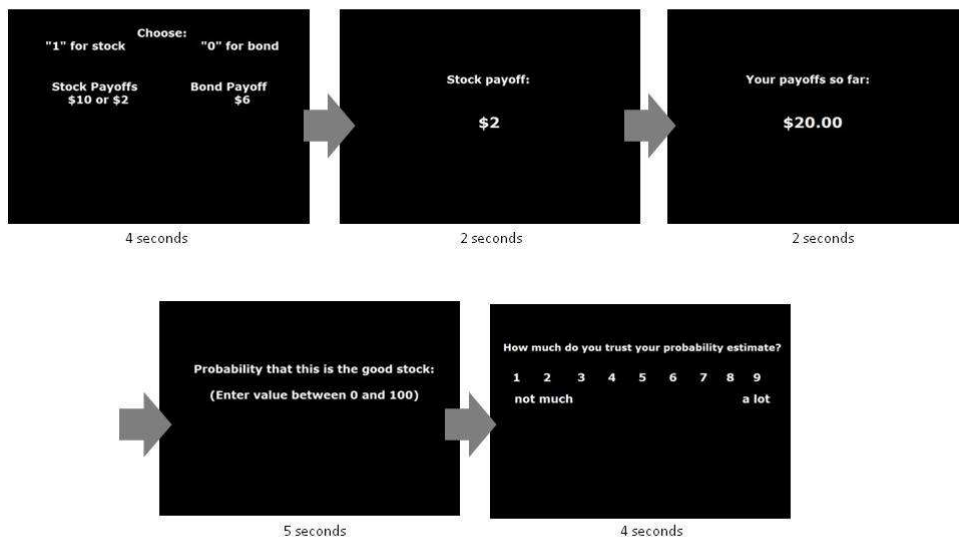 Choose:
"1" for stock "0" for bond
Stock Payoffs Bond Payoff
$10 or $2 $6
4 seconds
Stock payoff:
$2
2 seconds
Your payoffs so far:
$20.00
2 seconds
Probability that this is the good stock:
(Enter value between 0 and 100)
5 seconds
How much do you trust your probability estimate?
1 2 3 4 5 6 7 8 9
not much a lot
4 seconds